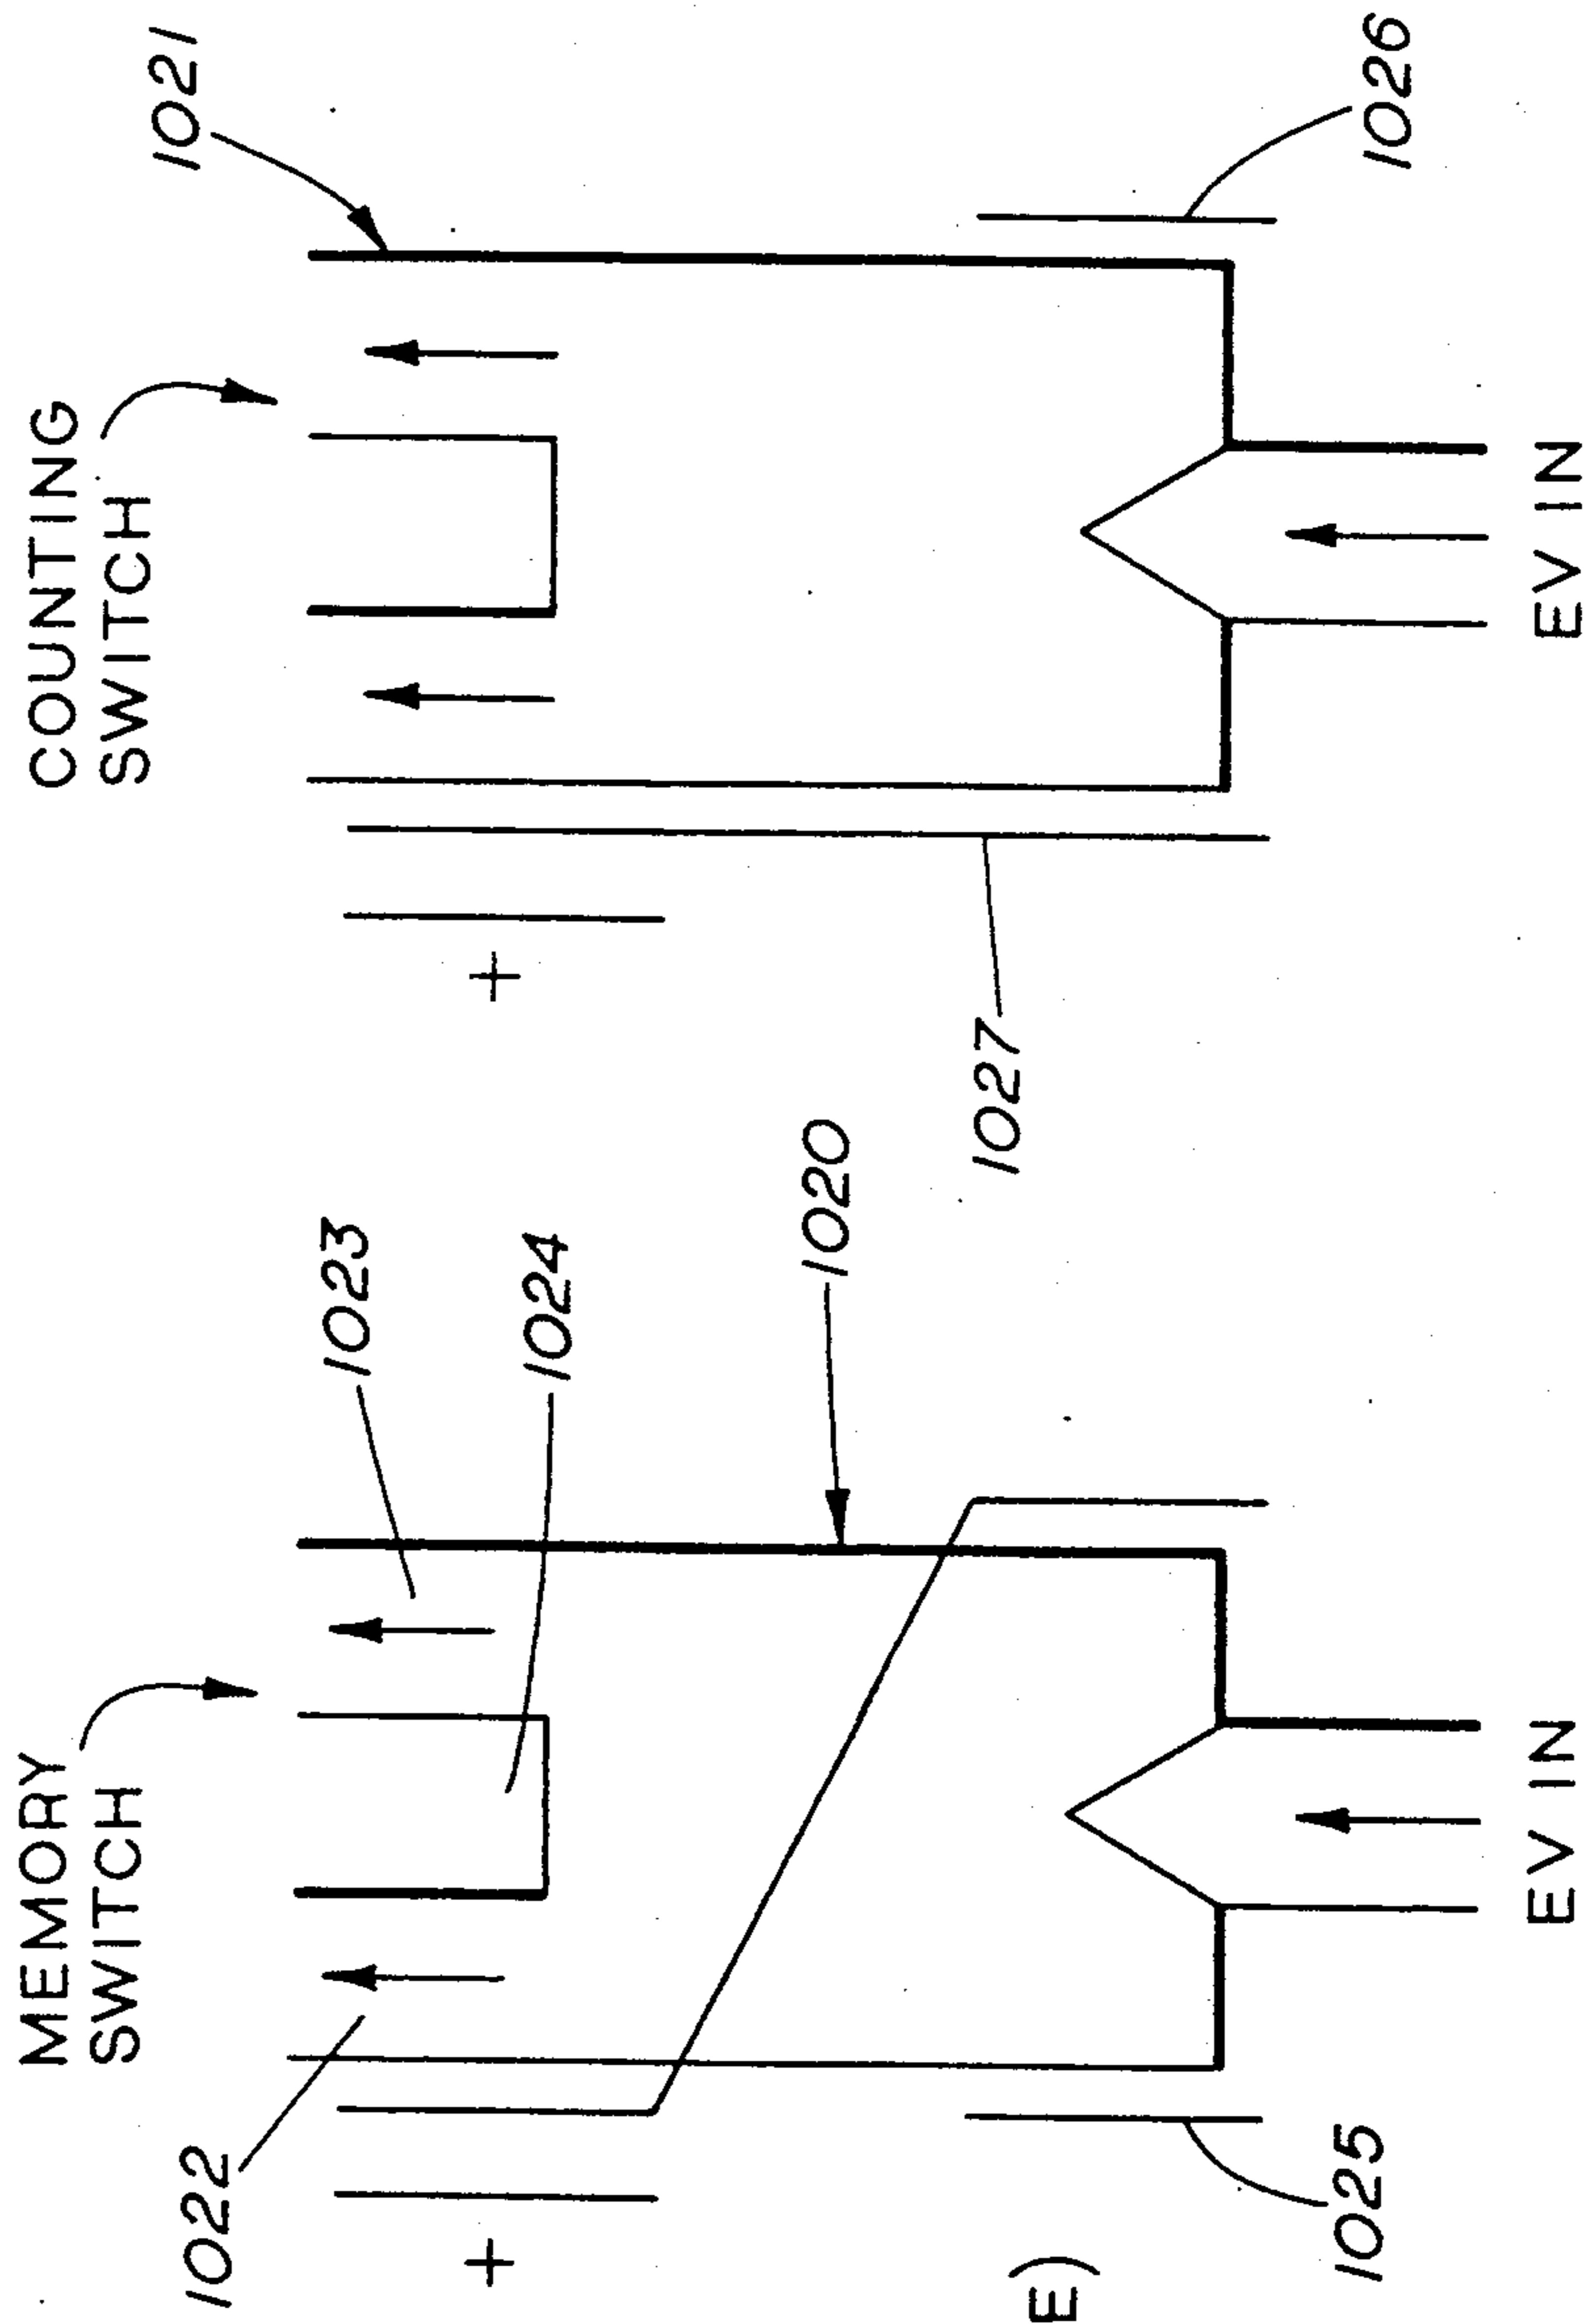 MEMORY
SWITCH
COUNTING
SWITCH
1021
1022
1023
1024
1020
1027
1026
1025
E)
EV IN
EV IN
+
+